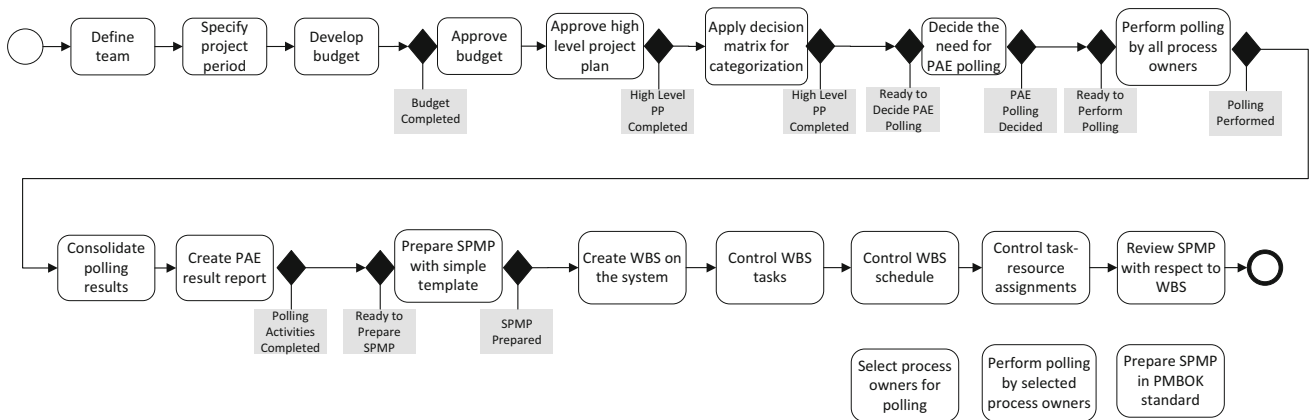 Define
team
Specify
project
period
Develop
budget
Approve
budget
Approve high
level project
plan
Apply decision
matrix for
categorization
Decide the
need for
PAE polling
Perform polling
by all process
owners
Budget
Completed
High Level
PP
Completed
High Level
PP
Completed
Ready to
Decide PAE
Polling
PAE
Polling
Decided
Ready to
Perform
Polling
Polling
Performed
Consolidate
polling
results
Create PAE
result report
Prepare SPMP
with simple
template
Create WBS on
the system
Control WBS
tasks
Control WBS
schedule
Control task-
resource
assignments
Review SPMP
with respect to
WBS
Polling
Activities
Completed
Ready to
Prepare
SPMP
SPMP
Prepared
Select process
owners for
polling
Perform polling
by selected
process owners
Prepare SPMP
in PMBOK
standard